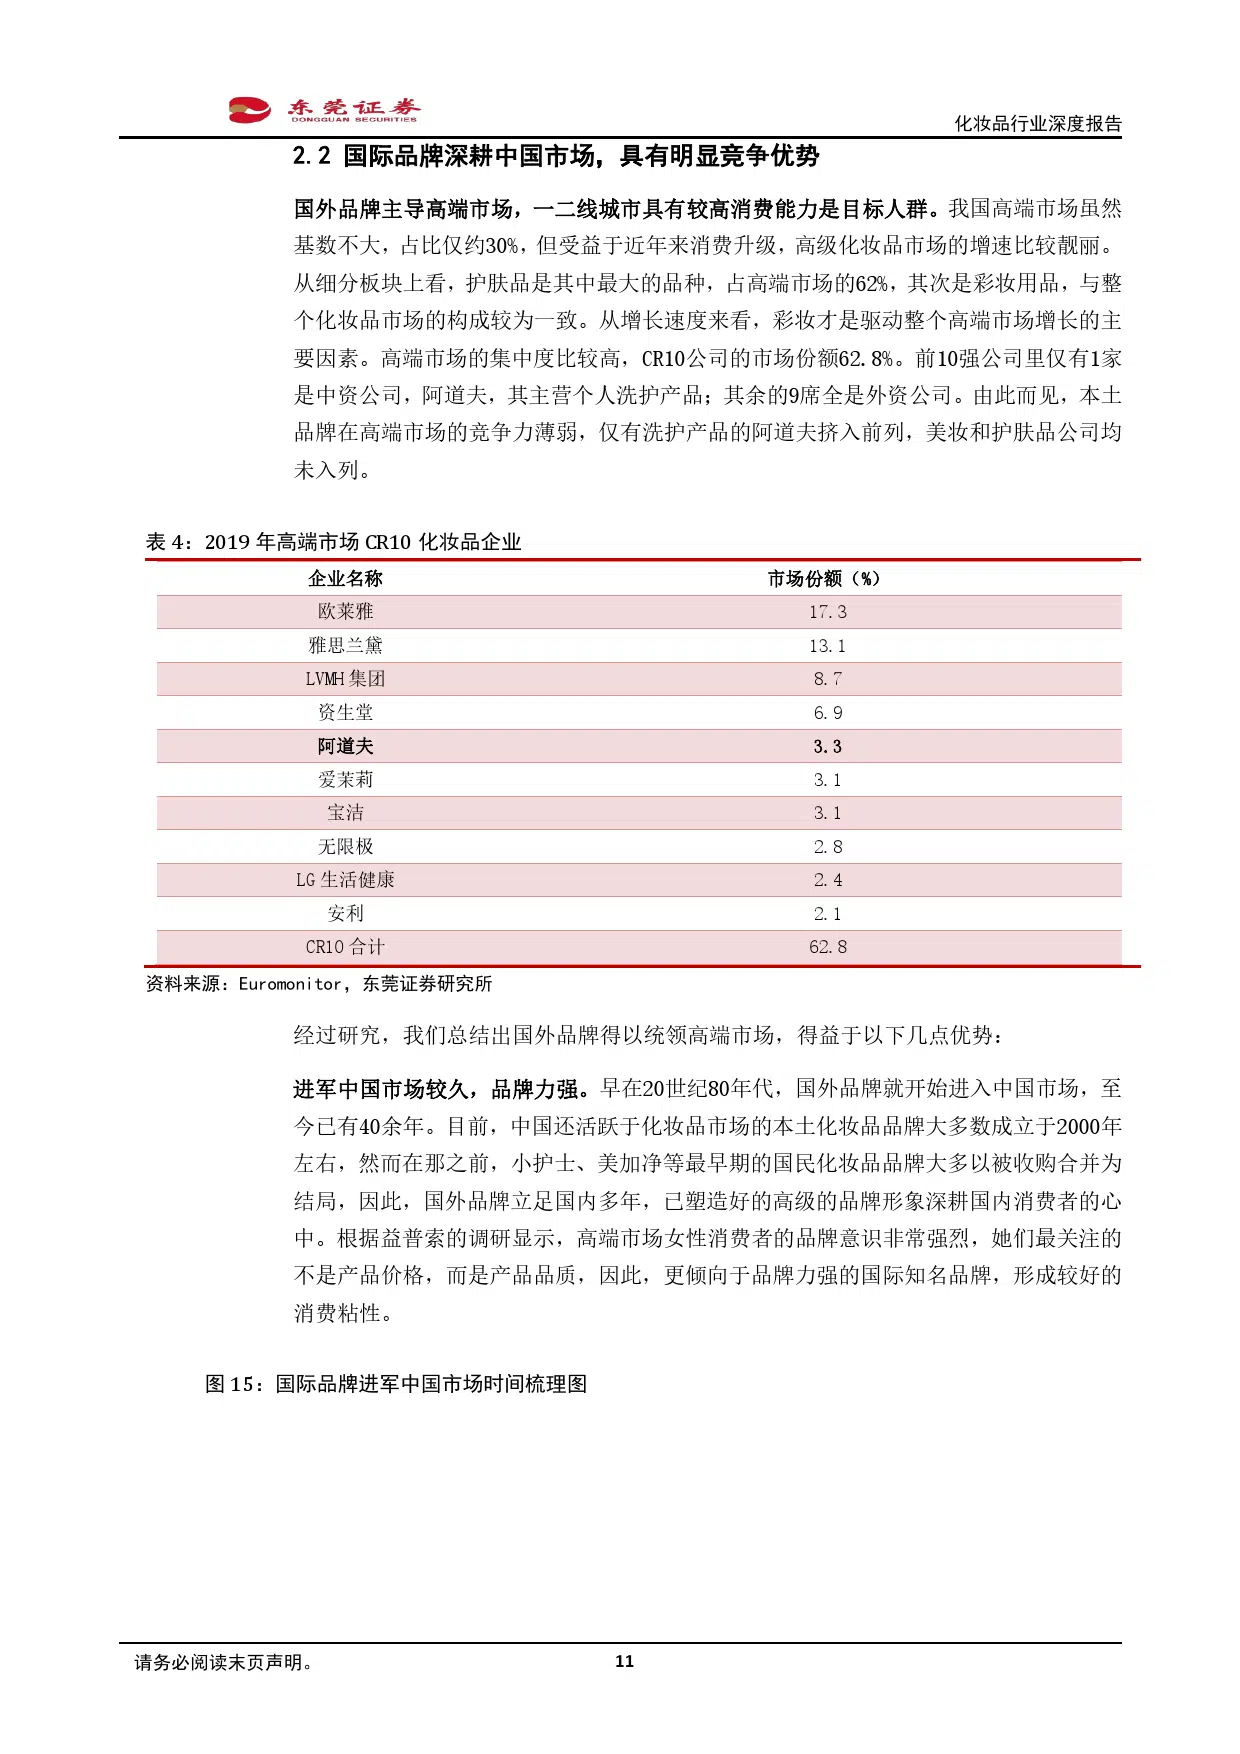 东莞证券
DONGGUAN SECURITIES
化妆品行业深度报告
2.2 国际品牌深耕中国市场，具有明显竞争优势
国外品牌主导高端市场，一二线城市具有较高消费能力是目标人群。我国高端市场虽然
基数不大，占比仅约30%，但受益于近年来消费升级，高级化妆品市场的增速比较靓丽。
从细分板块上看，护肤品是其中最大的品种，占高端市场的62%，其次是彩妆用品，与整
个化妆品市场的构成较为一致。从增长速度来看，彩妆才是驱动整个高端市场增长的主
要因素。高端市场的集中度比较高，CR10公司的市场份额62.8%。前10强公司里仅有1家
是中资公司，阿道夫，其主营个人洗护产品；其余的9席全是外资公司。由此而见，本土
品牌在高端市场的竞争力薄弱，仅有洗护产品的阿道夫挤入前列，美妆和护肤品公司均
未入列。
表 4：2019 年高端市场 CR10 化妆品企业
企业名称 市场份额（%）
欧莱雅 17.3
雅思兰黛 13.1
LVMH 集团 8.7
资生堂 6.9
阿道夫 3.3
爱茉莉 3.1
宝洁 3.1
无限极 2.8
LG 生活健康 2.4
安利 2.1
CR10 合计 62.8
资料来源：Euromonitor，东莞证券研究所
经过研究，我们总结出国外品牌得以统领高端市场，得益于以下几点优势：
进军中国市场较久，品牌力强。早在20世纪80年代，国外品牌就开始进入中国市场，至
今已有40余年。目前，中国还活跃于化妆品市场的本土化妆品品牌大多数成立于2000年
左右，然而在那之前，小护士、美加净等最早期的国民化妆品品牌大多以被收购合并为
结局，因此，国外品牌立足国内多年，已塑造好的高级的品牌形象深耕国内消费者的心
中。根据益普索的调研显示，高端市场女性消费者的品牌意识非常强烈，她们最关注的
不是产品价格，而是产品品质，因此，更倾向于品牌力强的国际知名品牌，形成较好的
消费粘性。
图 15：国际品牌进军中国市场时间梳理图
请务必阅读末页声明。
11